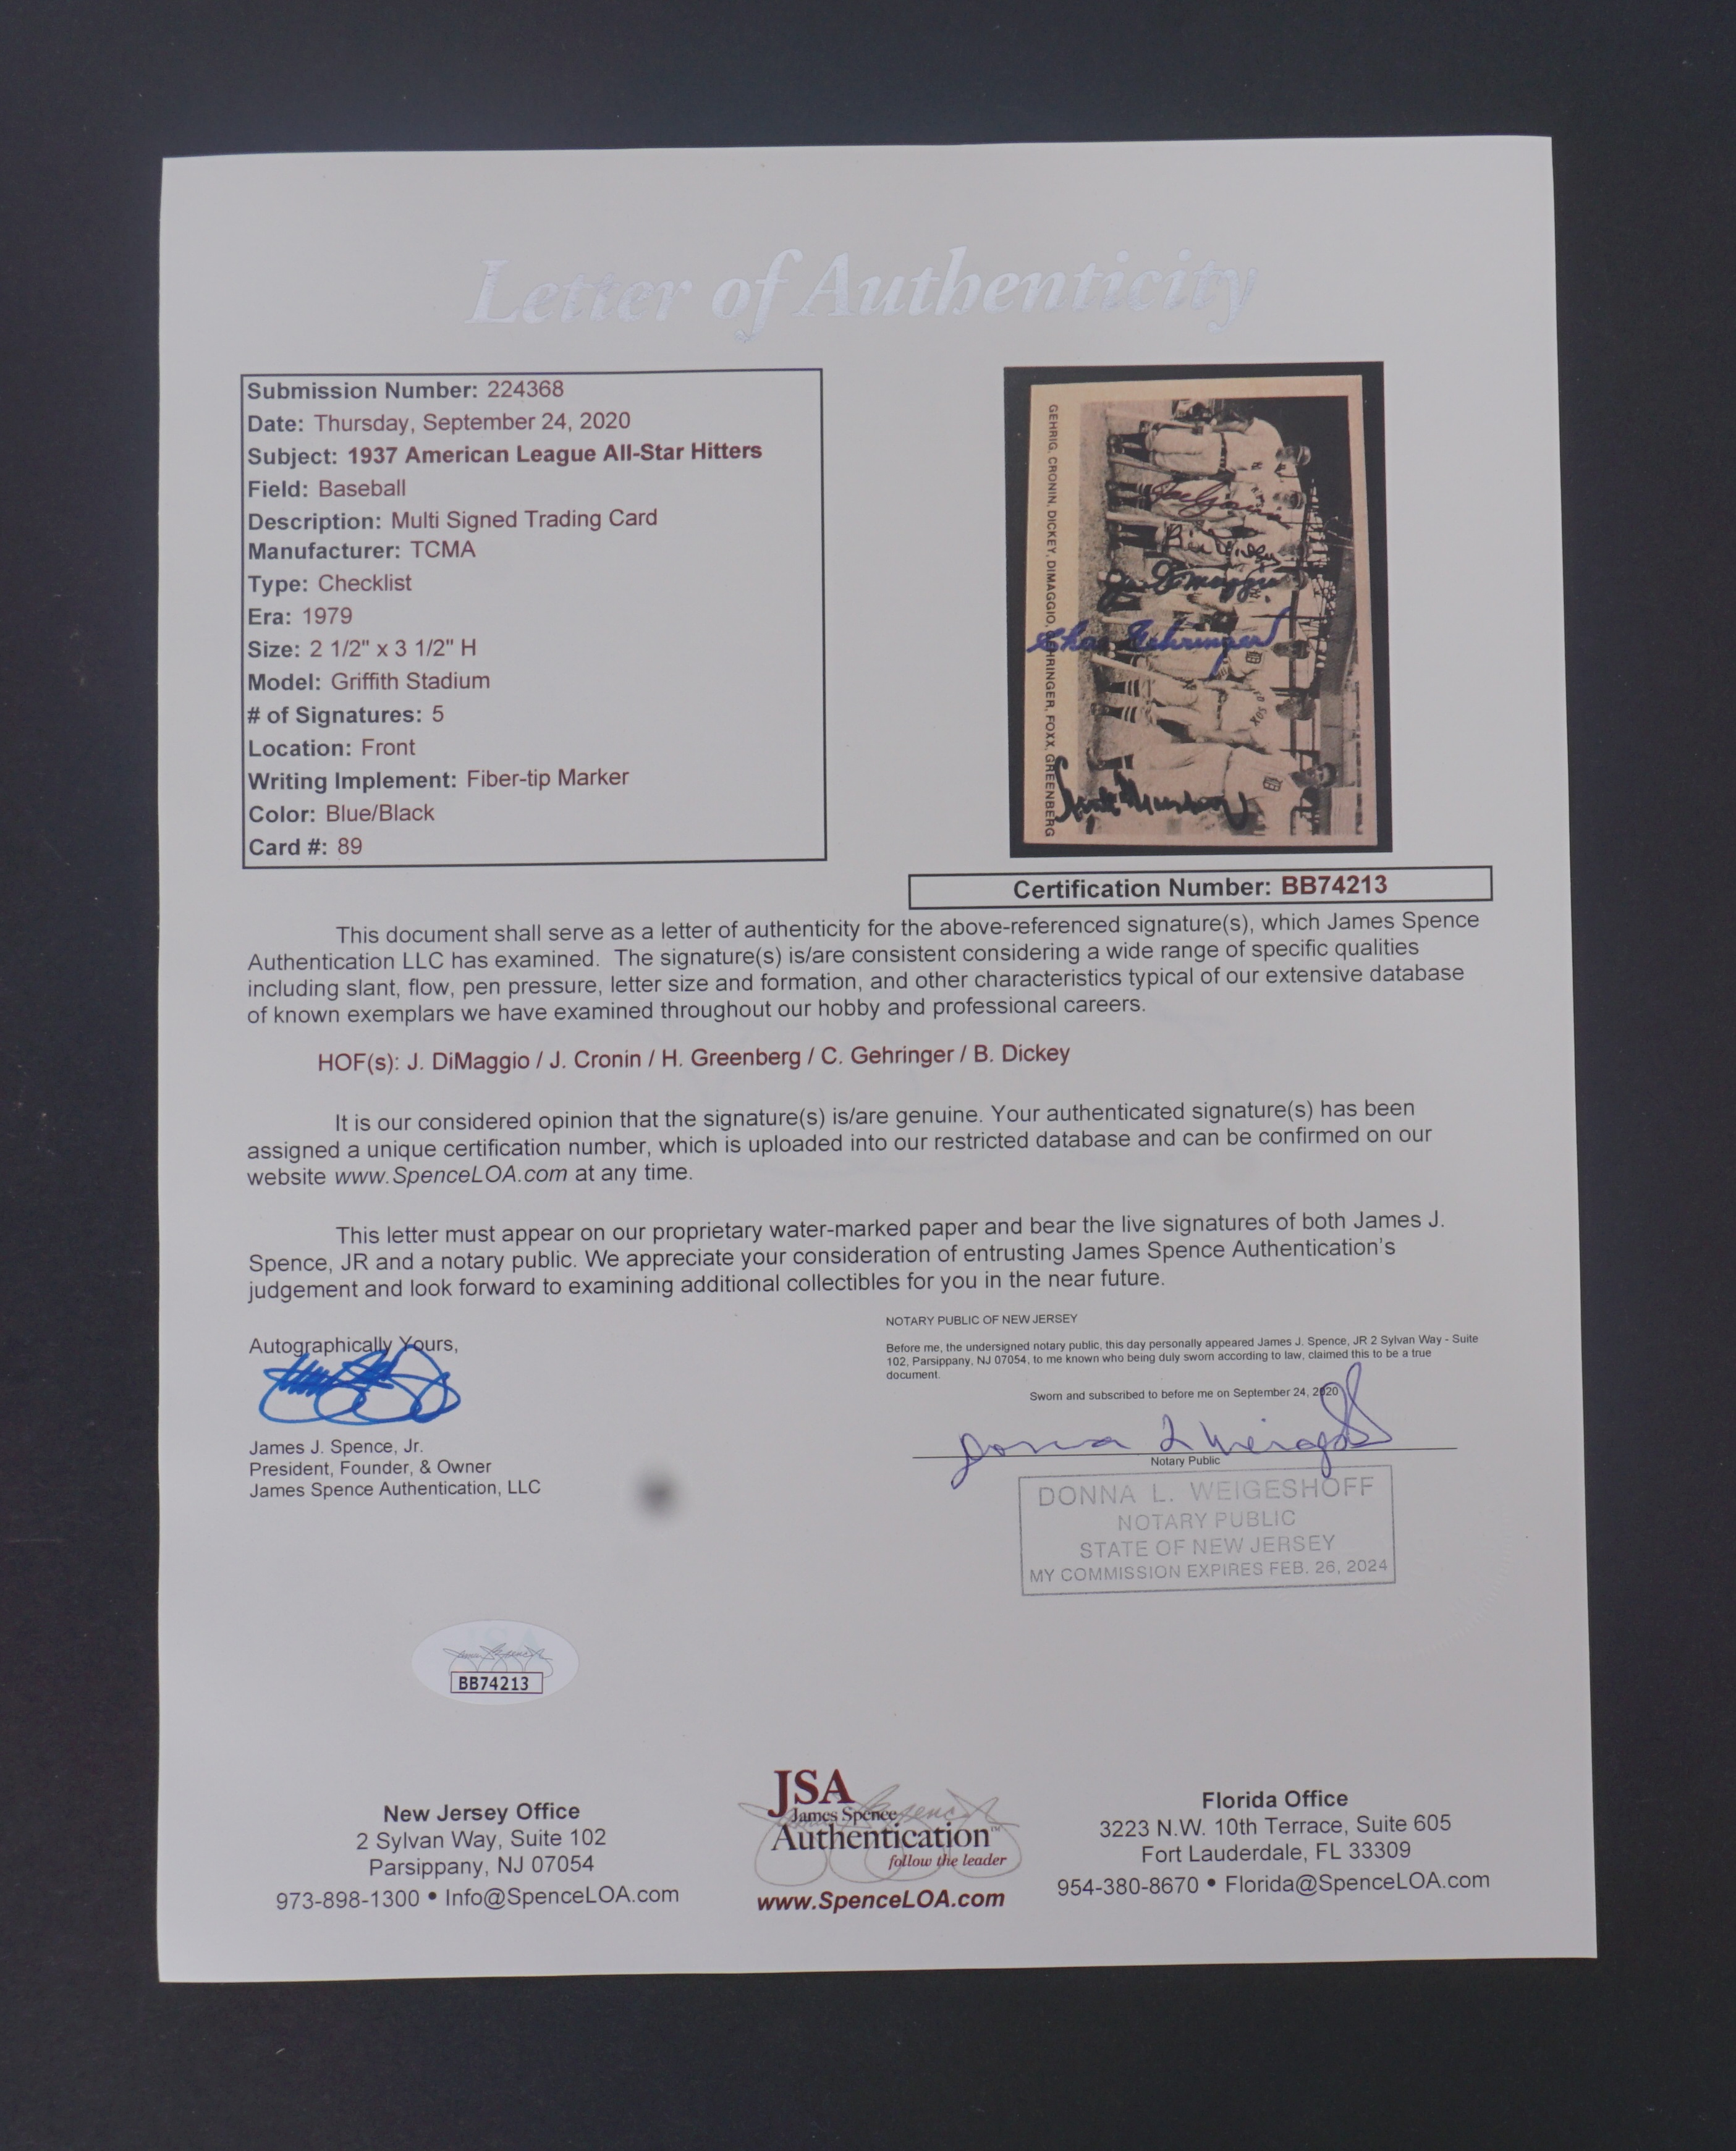 Letter of Authenticity
Submission Number: 224368
Date: Thursday, September 24, 2020
Subject: 1937 American League All-Star Hitters
Field: Baseball
Description: Multi Signed Trading Card
Manufacturer: TCMA
Type: Checklist
Era: 1979
Size: 2 1/2" x 3 1/2" H
Model: Griffith Stadium
# of Signatures: 5
Location: Front
Writing Implement: Fiber-tip Marker
Color: Blue/Black
Card #: 89
GEHRIG, CRONIN, DICKEY, DIMAGGIO, GEHRINGER, FOXX, GREENBERG
Joe DiMaggio
Chas Gehringer
Certification Number: BB74213
This document shall serve as a letter of authenticity for the above-referenced signature(s), which James Spence
Authentication LLC has examined. The signature(s) is/are consistent considering a wide range of specific qualities
including slant, flow, pen pressure, letter size and formation, and other characteristics typical of our extensive database
of known exemplars we have examined throughout our hobby and professional careers.
HOF(s): J. DiMaggio / J. Cronin / H. Greenberg / C. Gehringer / B. Dickey
It is our considered opinion that the signature(s) is/are genuine. Your authenticated signature(s) has been
assigned a unique certification number, which is uploaded into our restricted database and can be confirmed on our
website www.SpenceLOA.com at any time.
This letter must appear on our proprietary water-marked paper and bear the live signatures of both James J.
Spence, JR and a notary public. We appreciate your consideration of entrusting James Spence Authentication's
judgement and look forward to examining additional collectibles for you in the near future.
Autographically Yours,
James J. Spence, Jr.
President, Founder, & Owner
James Spence Authentication, LLC
NOTARY PUBLIC OF NEW JERSEY
Before me, the undersigned notary public, this day personally appeared James J. Spence, JR 2 Sylvan Way - Suite
102, Parsippany, NJ 07054, to me known who being duly sworn according to law, claimed this to be a true
document.
Sworn and subscribed to before me on September 24, 2020
Donna L Weigeshoff
Notary Public
DONNA L. WEIGESHOFF
NOTARY PUBLIC
STATE OF NEW JERSEY
MY COMMISSION EXPIRES FEB. 26, 2024
BB74213
New Jersey Office
2 Sylvan Way, Suite 102
Parsippany, NJ 07054
973-898-1300 • Info@SpenceLOA.com
JSA
James Spence
Authentication™
follow the leader
www.SpenceLOA.com
Florida Office
3223 N.W. 10th Terrace, Suite 605
Fort Lauderdale, FL 33309
954-380-8670 • Florida@SpenceLOA.com